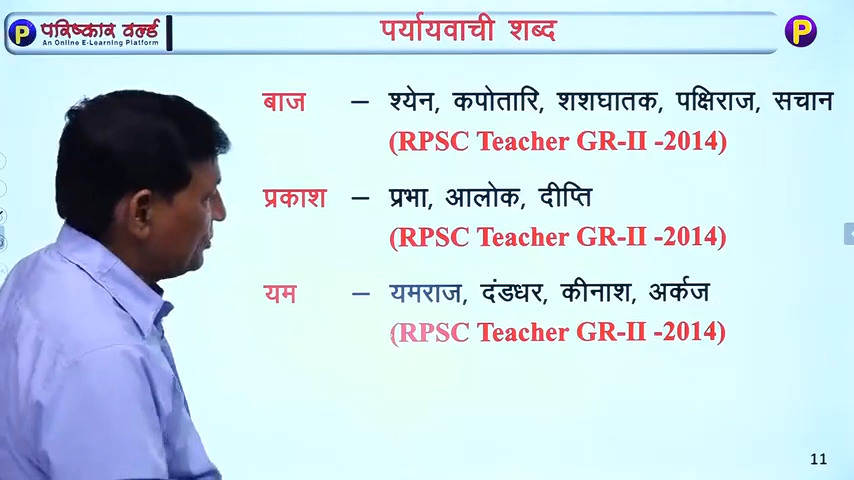 परिष्कार वर्ल्ड
An Online E-Learning Platform
पर्यायवाची शब्द
बाज – श्येन, कपोतारि, शशघातक, पक्षिराज, सचान
(RPSC Teacher GR-II -2014)
प्रकाश – प्रभा, आलोक, दीप्ति
(RPSC Teacher GR-II -2014)
यम – यमराज, दंडधर, कीनाश, अर्कज
(RPSC Teacher GR-II -2014)
11